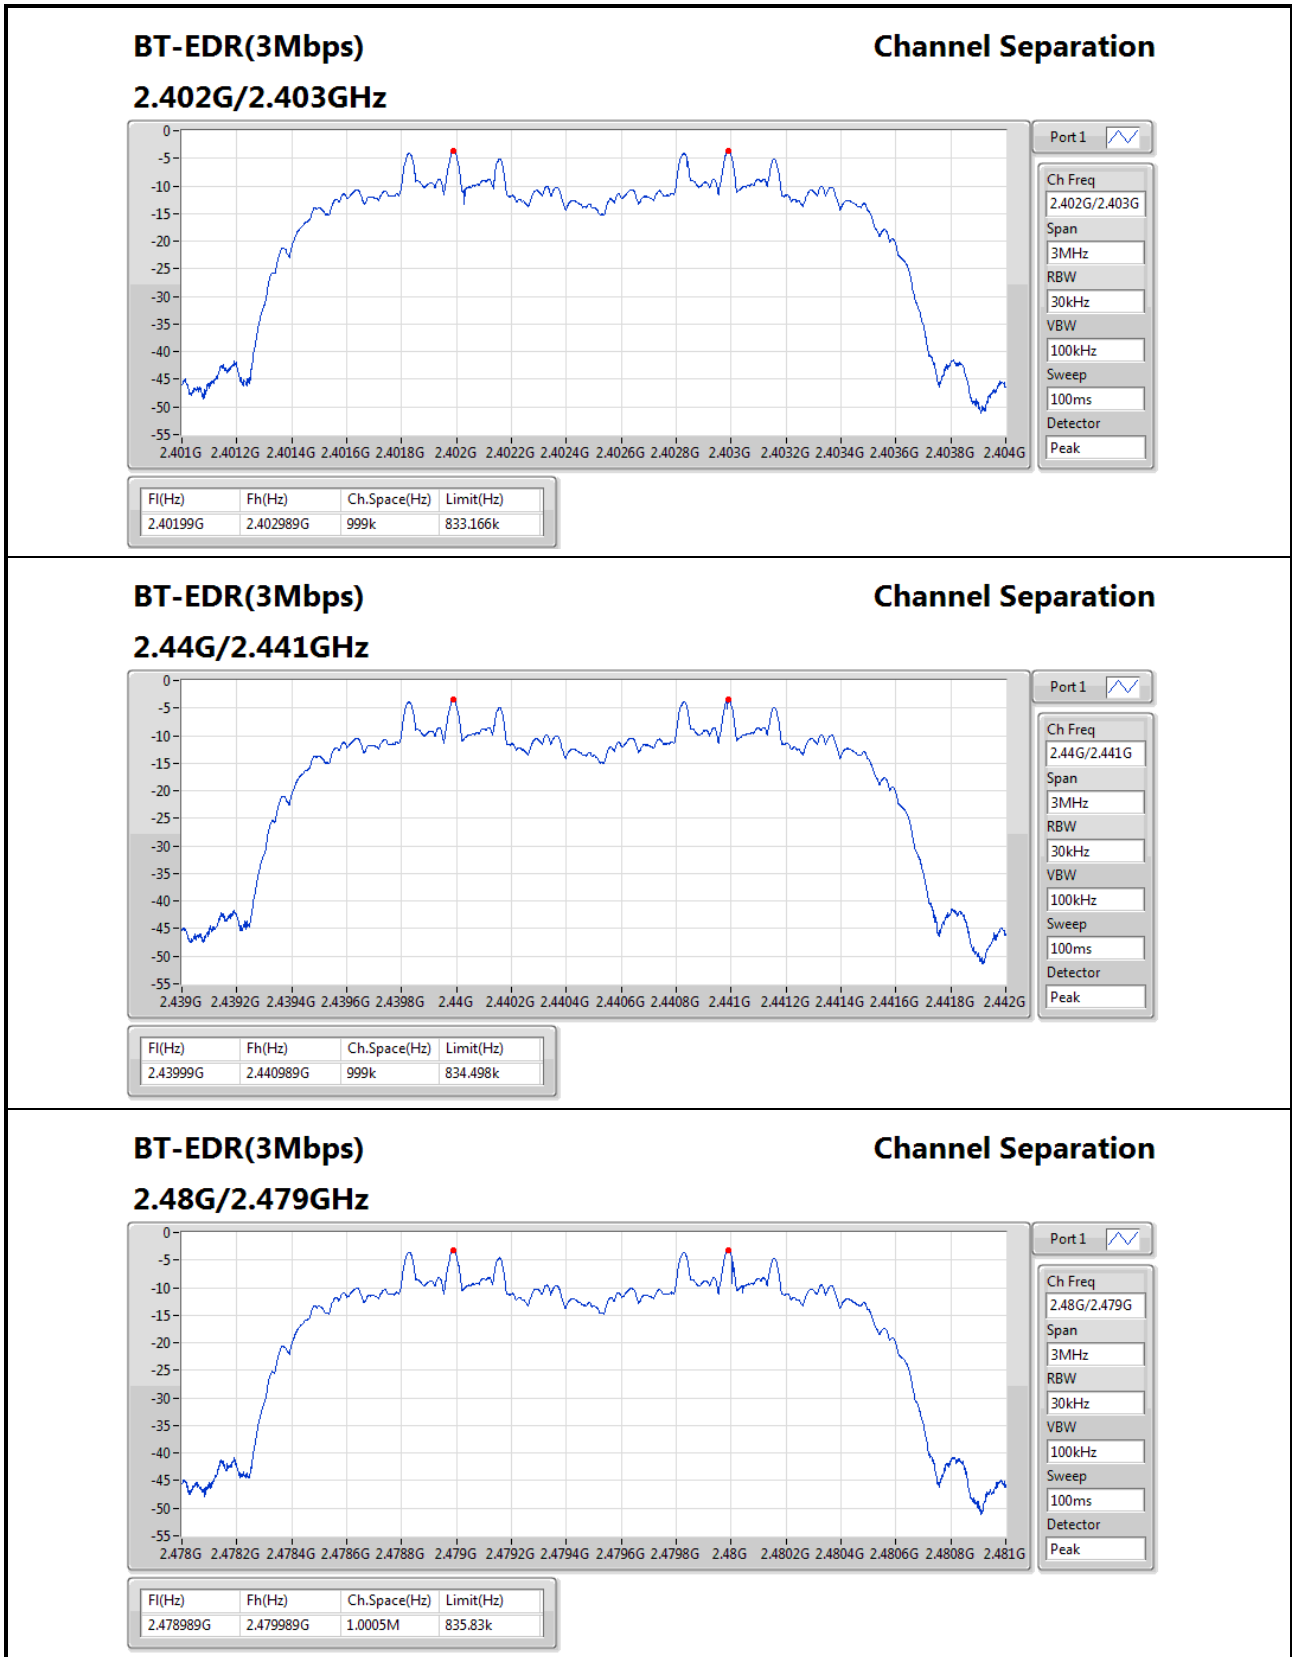 BT-EDR(3Mbps) Channel Separation
2.402G/2.403GHz
0
-5
-10
-15
-20
-25
-30
-35
-40
-45
-50
-55
2.401G 2.4012G 2.4014G 2.4016G 2.4018G 2.402G 2.4022G 2.4024G 2.4026G 2.4028G 2.403G 2.4032G 2.4034G 2.4036G 2.4038G 2.404G
Port 1
Ch Freq
2.402G/2.403G
Span
3MHz
RBW
30kHz
VBW
100kHz
Sweep
100ms
Detector
Peak
Fl(Hz) Fh(Hz) Ch.Space(Hz) Limit(Hz)
2.40199G 2.402989G 999k 833.166k
BT-EDR(3Mbps) Channel Separation
2.44G/2.441GHz
0
-5
-10
-15
-20
-25
-30
-35
-40
-45
-50
-55
2.439G 2.4392G 2.4394G 2.4396G 2.4398G 2.44G 2.4402G 2.4404G 2.4406G 2.4408G 2.441G 2.4412G 2.4414G 2.4416G 2.4418G 2.442G
Port 1
Ch Freq
2.44G/2.441G
Span
3MHz
RBW
30kHz
VBW
100kHz
Sweep
100ms
Detector
Peak
Fl(Hz) Fh(Hz) Ch.Space(Hz) Limit(Hz)
2.43999G 2.440989G 999k 834.498k
BT-EDR(3Mbps) Channel Separation
2.48G/2.479GHz
0
-5
-10
-15
-20
-25
-30
-35
-40
-45
-50
-55
2.478G 2.4782G 2.4784G 2.4786G 2.4788G 2.479G 2.4792G 2.4794G 2.4796G 2.4798G 2.48G 2.4802G 2.4804G 2.4806G 2.4808G 2.481G
Port 1
Ch Freq
2.48G/2.479G
Span
3MHz
RBW
30kHz
VBW
100kHz
Sweep
100ms
Detector
Peak
Fl(Hz) Fh(Hz) Ch.Space(Hz) Limit(Hz)
2.478989G 2.479989G 1.0005M 835.83k